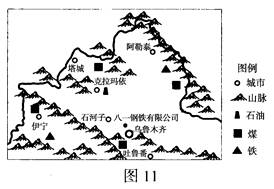 阿勒泰
塔城
克拉玛依
石河子
八一钢铁有限公司
乌鲁木齐
伊宁
吐鲁番
图例
城市
山脉
石油
煤
铁
图 11